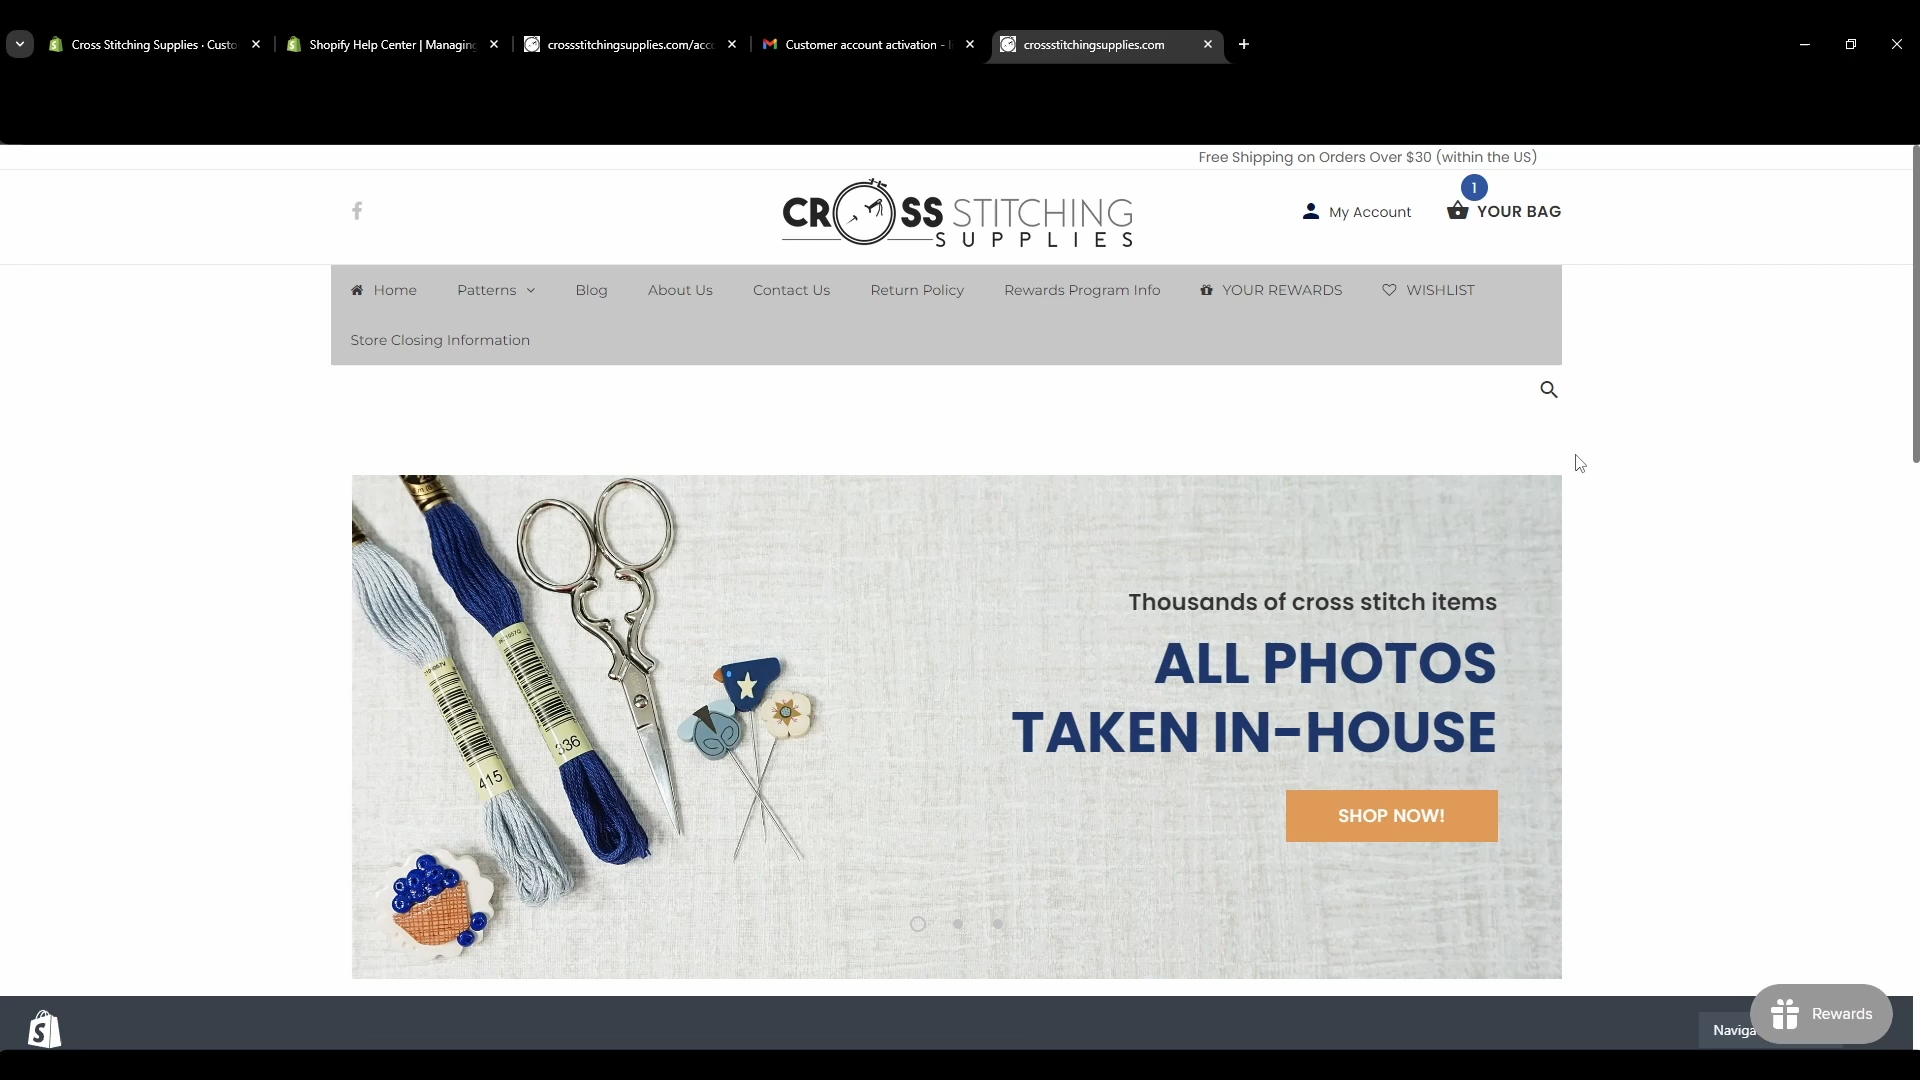 Cross Stitching Supplies · Custo
Shopify Help Center | Managing
crossstitchingsupplies.com/acc
Customer account activation -
crossstitchingsupplies.com
Free Shipping on Orders Over $30 (within the US)
CROSS STITCHING
SUPPLIES
My Account
1
YOUR BAG
Home
Patterns
Blog
About Us
Contact Us
Return Policy
Rewards Program Info
YOUR REWARDS
WISHLIST
Store Closing Information
Thousands of cross stitch items
ALL PHOTOS
TAKEN IN-HOUSE
SHOP NOW!
336
415
Naviga
Rewards